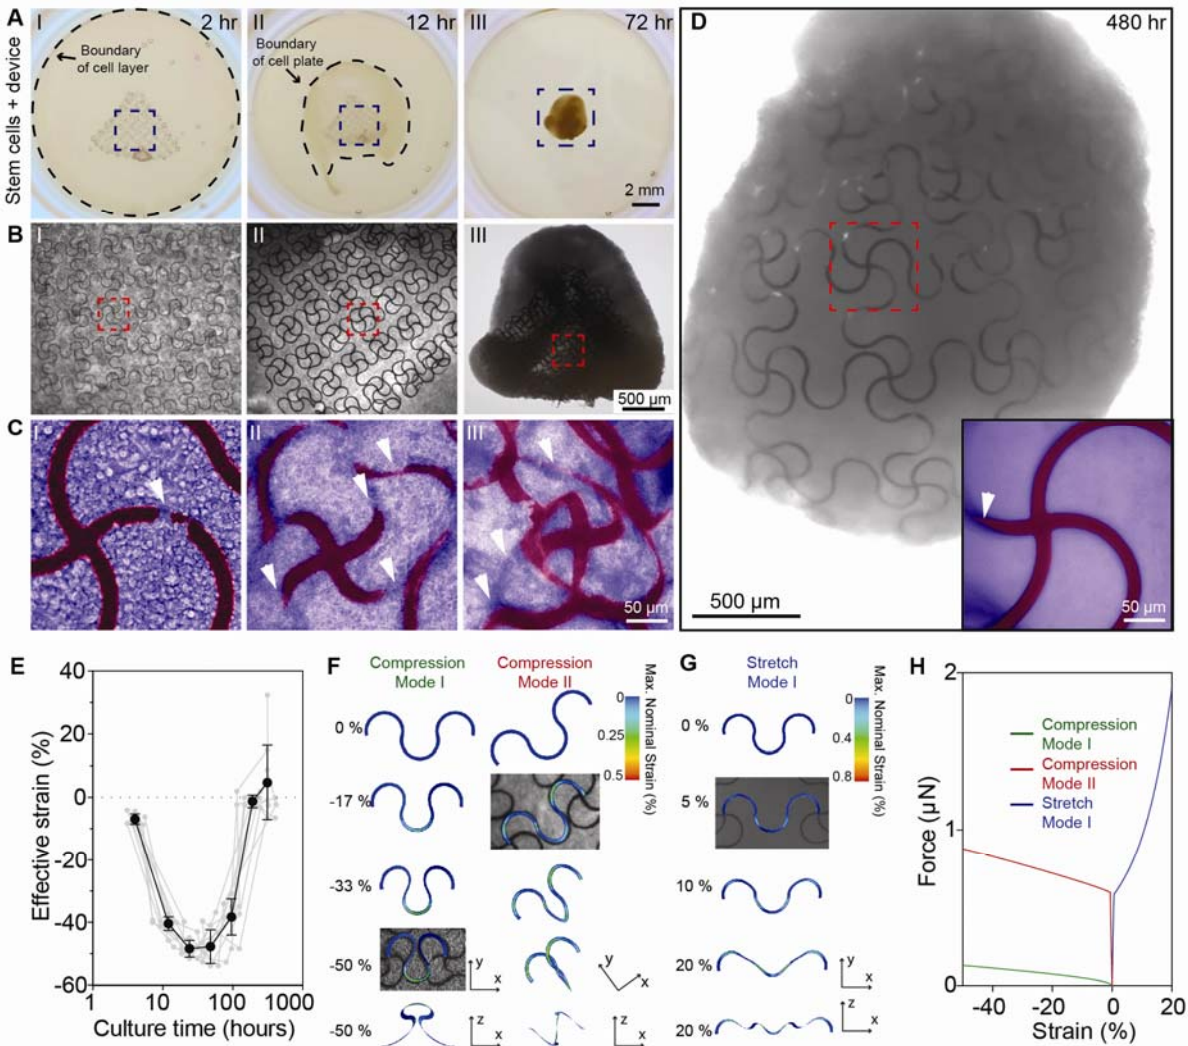 A
Stem cells + device
I
2 hr
Boundary
of cell layer
II
12 hr
Boundary
of cell plate
III
72 hr
2 mm
B
I
II
III
500 µm
C
I
II
III
50 µm
D
480 hr
500 µm
50 µm
E
Effective strain (%)
40
20
0
-20
-40
-60
1
10
100
1000
Culture time (hours)
F
Compression
Mode I
Compression
Mode II
0
0.25
0.5
Max. Nominal Strain (%)
0 %
-17 %
-33 %
-50 %
y
x
y
x
-50 %
z
x
z
x
G
Stretch
Mode I
0
0.4
0.8
Max. Nominal Strain (%)
0 %
5 %
10 %
20 %
y
x
20 %
z
x
H
Force (µN)
2
1
0
Compression
Mode I
Compression
Mode II
Stretch
Mode I
-40
-20
0
20
Strain (%)